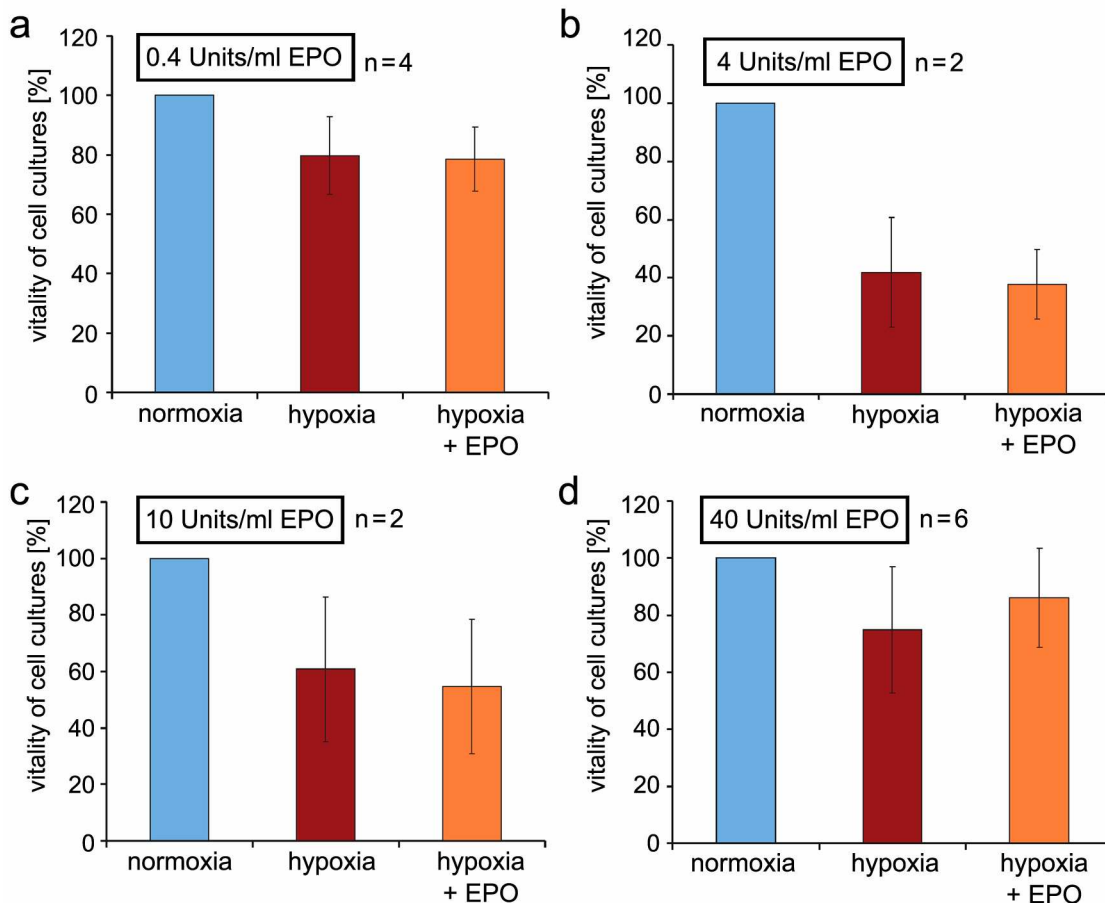 a
0.4 Units/ml EPO n=4
vitality of cell cultures [%]
120
100
80
60
40
20
0
normoxia hypoxia hypoxia
+ EPO
b
4 Units/ml EPO n=2
vitality of cell cultures [%]
120
100
80
60
40
20
0
normoxia hypoxia hypoxia
+ EPO
c
10 Units/ml EPO n=2
vitality of cell cultures [%]
120
100
80
60
40
20
0
normoxia hypoxia hypoxia
+ EPO
d
40 Units/ml EPO n=6
vitality of cell cultures [%]
120
100
80
60
40
20
0
normoxia hypoxia hypoxia
+ EPO